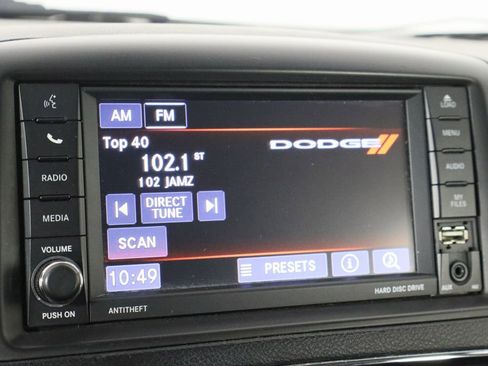 AM FM
LOAD
Top 40
DODGE
MENU
102.1 ST
102 JAMZ
RADIO
AUDIO
DIRECT
TUNE
MEDIA
MY
FILES
SCAN
VOLUME
10:49
PRESETS
PUSH ON
ANTITHEFT
HARD DISC DRIVE
AUX